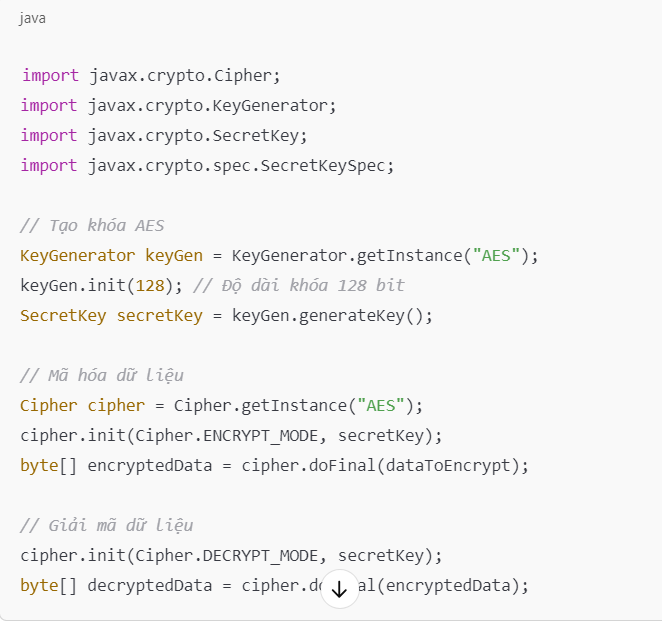 java
import javax.crypto.Cipher;
import javax.crypto.KeyGenerator;
import javax.crypto.SecretKey;
import javax.crypto.spec.SecretKeySpec;
// Tạo khóa AES
KeyGenerator keyGen = KeyGenerator.getInstance("AES");
keyGen.init(128); // Độ dài khóa 128 bit
SecretKey secretKey = keyGen.generateKey();
// Mã hóa dữ liệu
Cipher cipher = Cipher.getInstance("AES");
cipher.init(Cipher.ENCRYPT_MODE, secretKey);
byte[] encryptedData = cipher.doFinal(dataToEncrypt);
// Giải mã dữ liệu
cipher.init(Cipher.DECRYPT_MODE, secretKey);
byte[] decryptedData = cipher.do al(encryptedData);